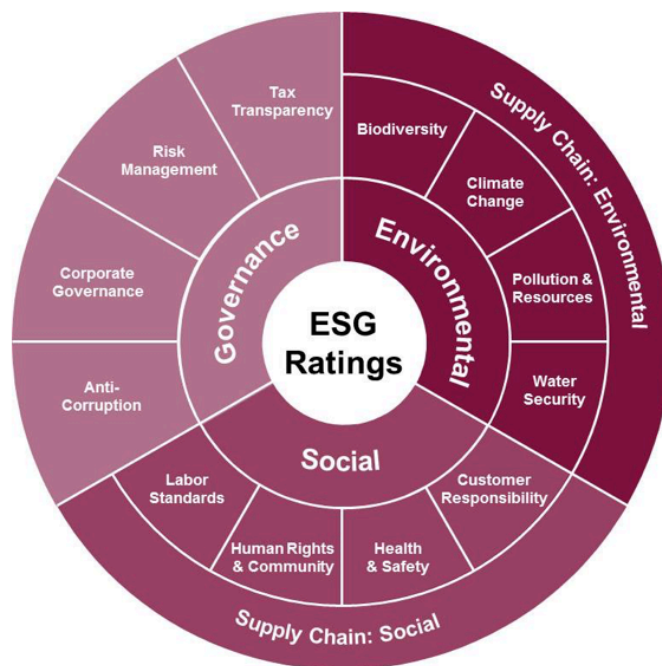 ESG
Ratings
Environmental
Biodiversity
Climate
Change
Pollution &
Resources
Water
Security
Supply Chain: Environmental
Social
Customer
Responsibility
Health
& Safety
Human Rights
& Community
Labor
Standards
Supply Chain: Social
Governance
Anti-
Corruption
Corporate
Governance
Risk
Management
Tax
Transparency